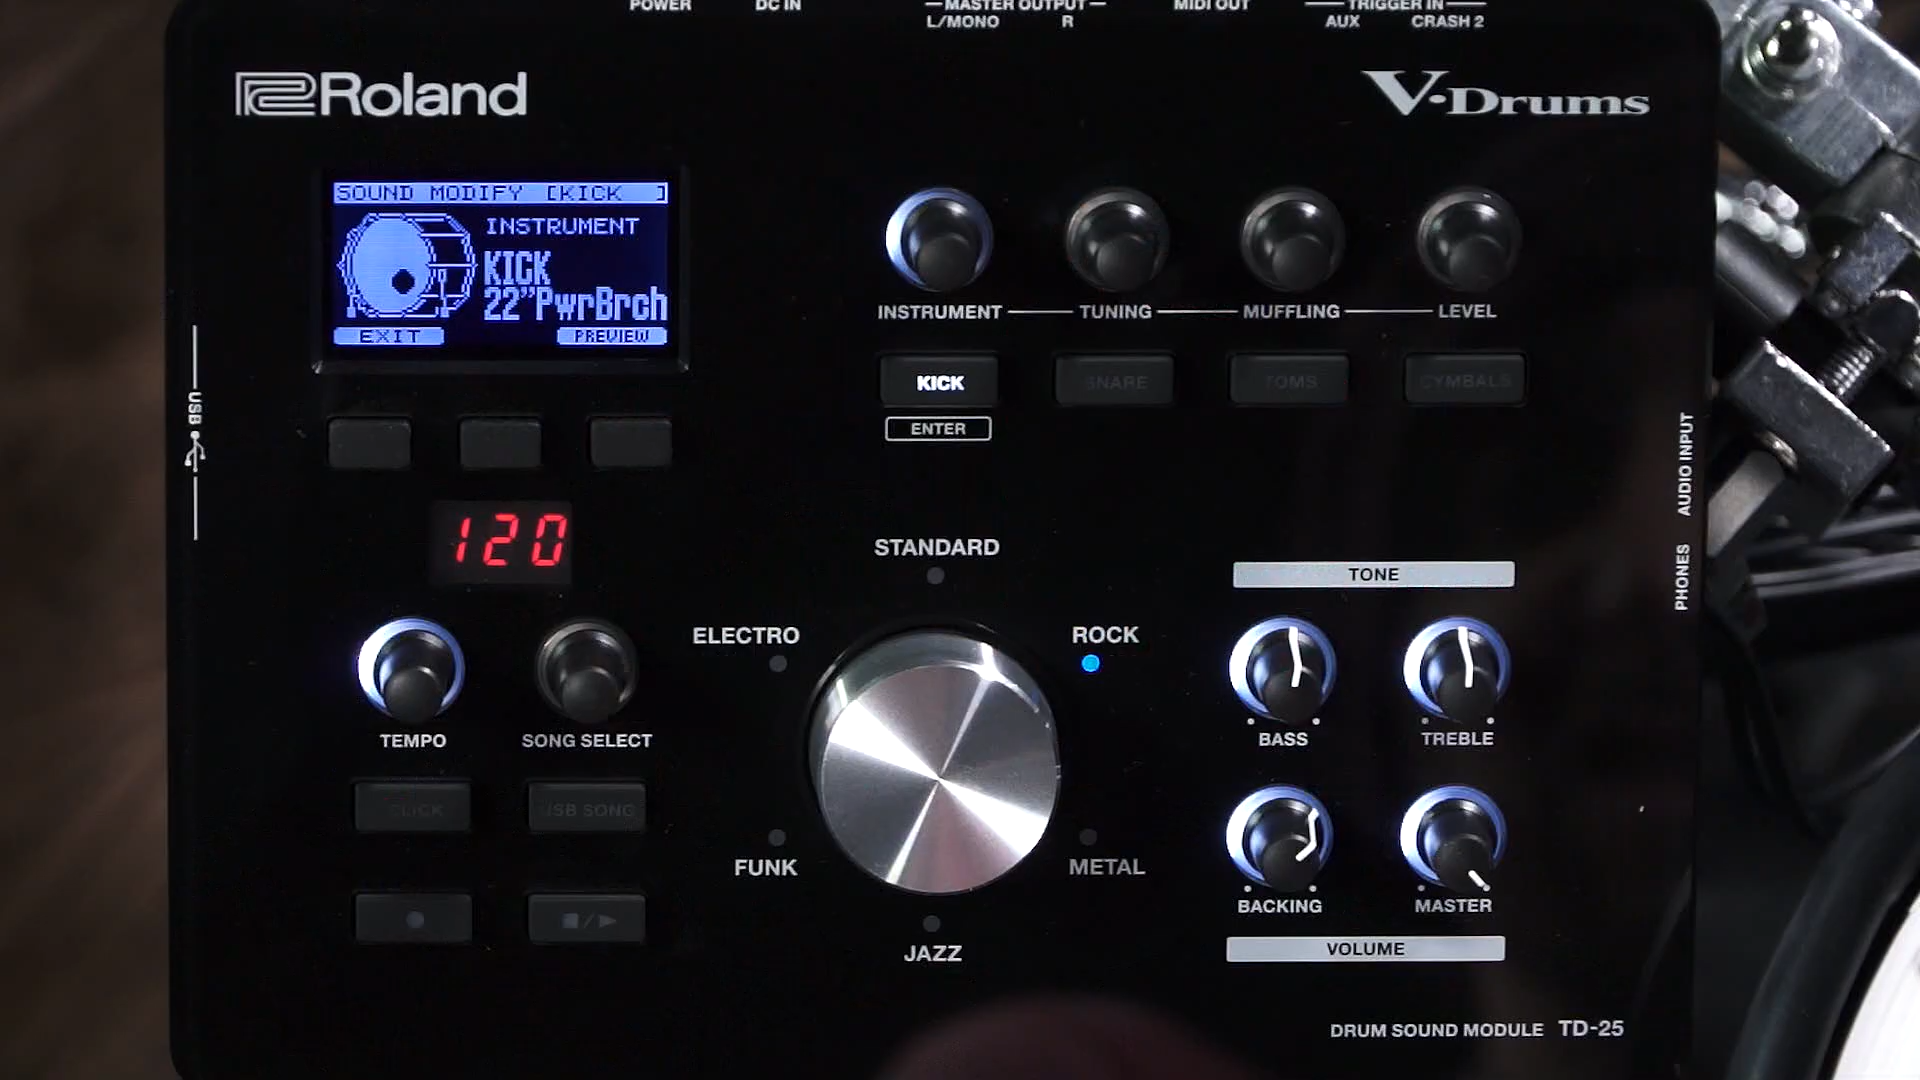 POWER
DC IN
MASTER OUTPUT
L/MONO R
MIDI OUT
TRIGGER IN
AUX CRASH 2
Roland
V-Drums
SOUND MODIFY [KICK ]
INSTRUMENT
KICK
22"PwrBrch
EXIT PREVIEW
INSTRUMENT TUNING MUFFLING LEVEL
KICK SNARE TOMS CYMBALS
ENTER
USB
AUDIO INPUT
PHONES
120
TEMPO SONG SELECT
CLICK USB SONG
STANDARD
ELECTRO
ROCK
FUNK
METAL
JAZZ
TONE
BASS TREBLE
BACKING MASTER
VOLUME
DRUM SOUND MODULE TD-25